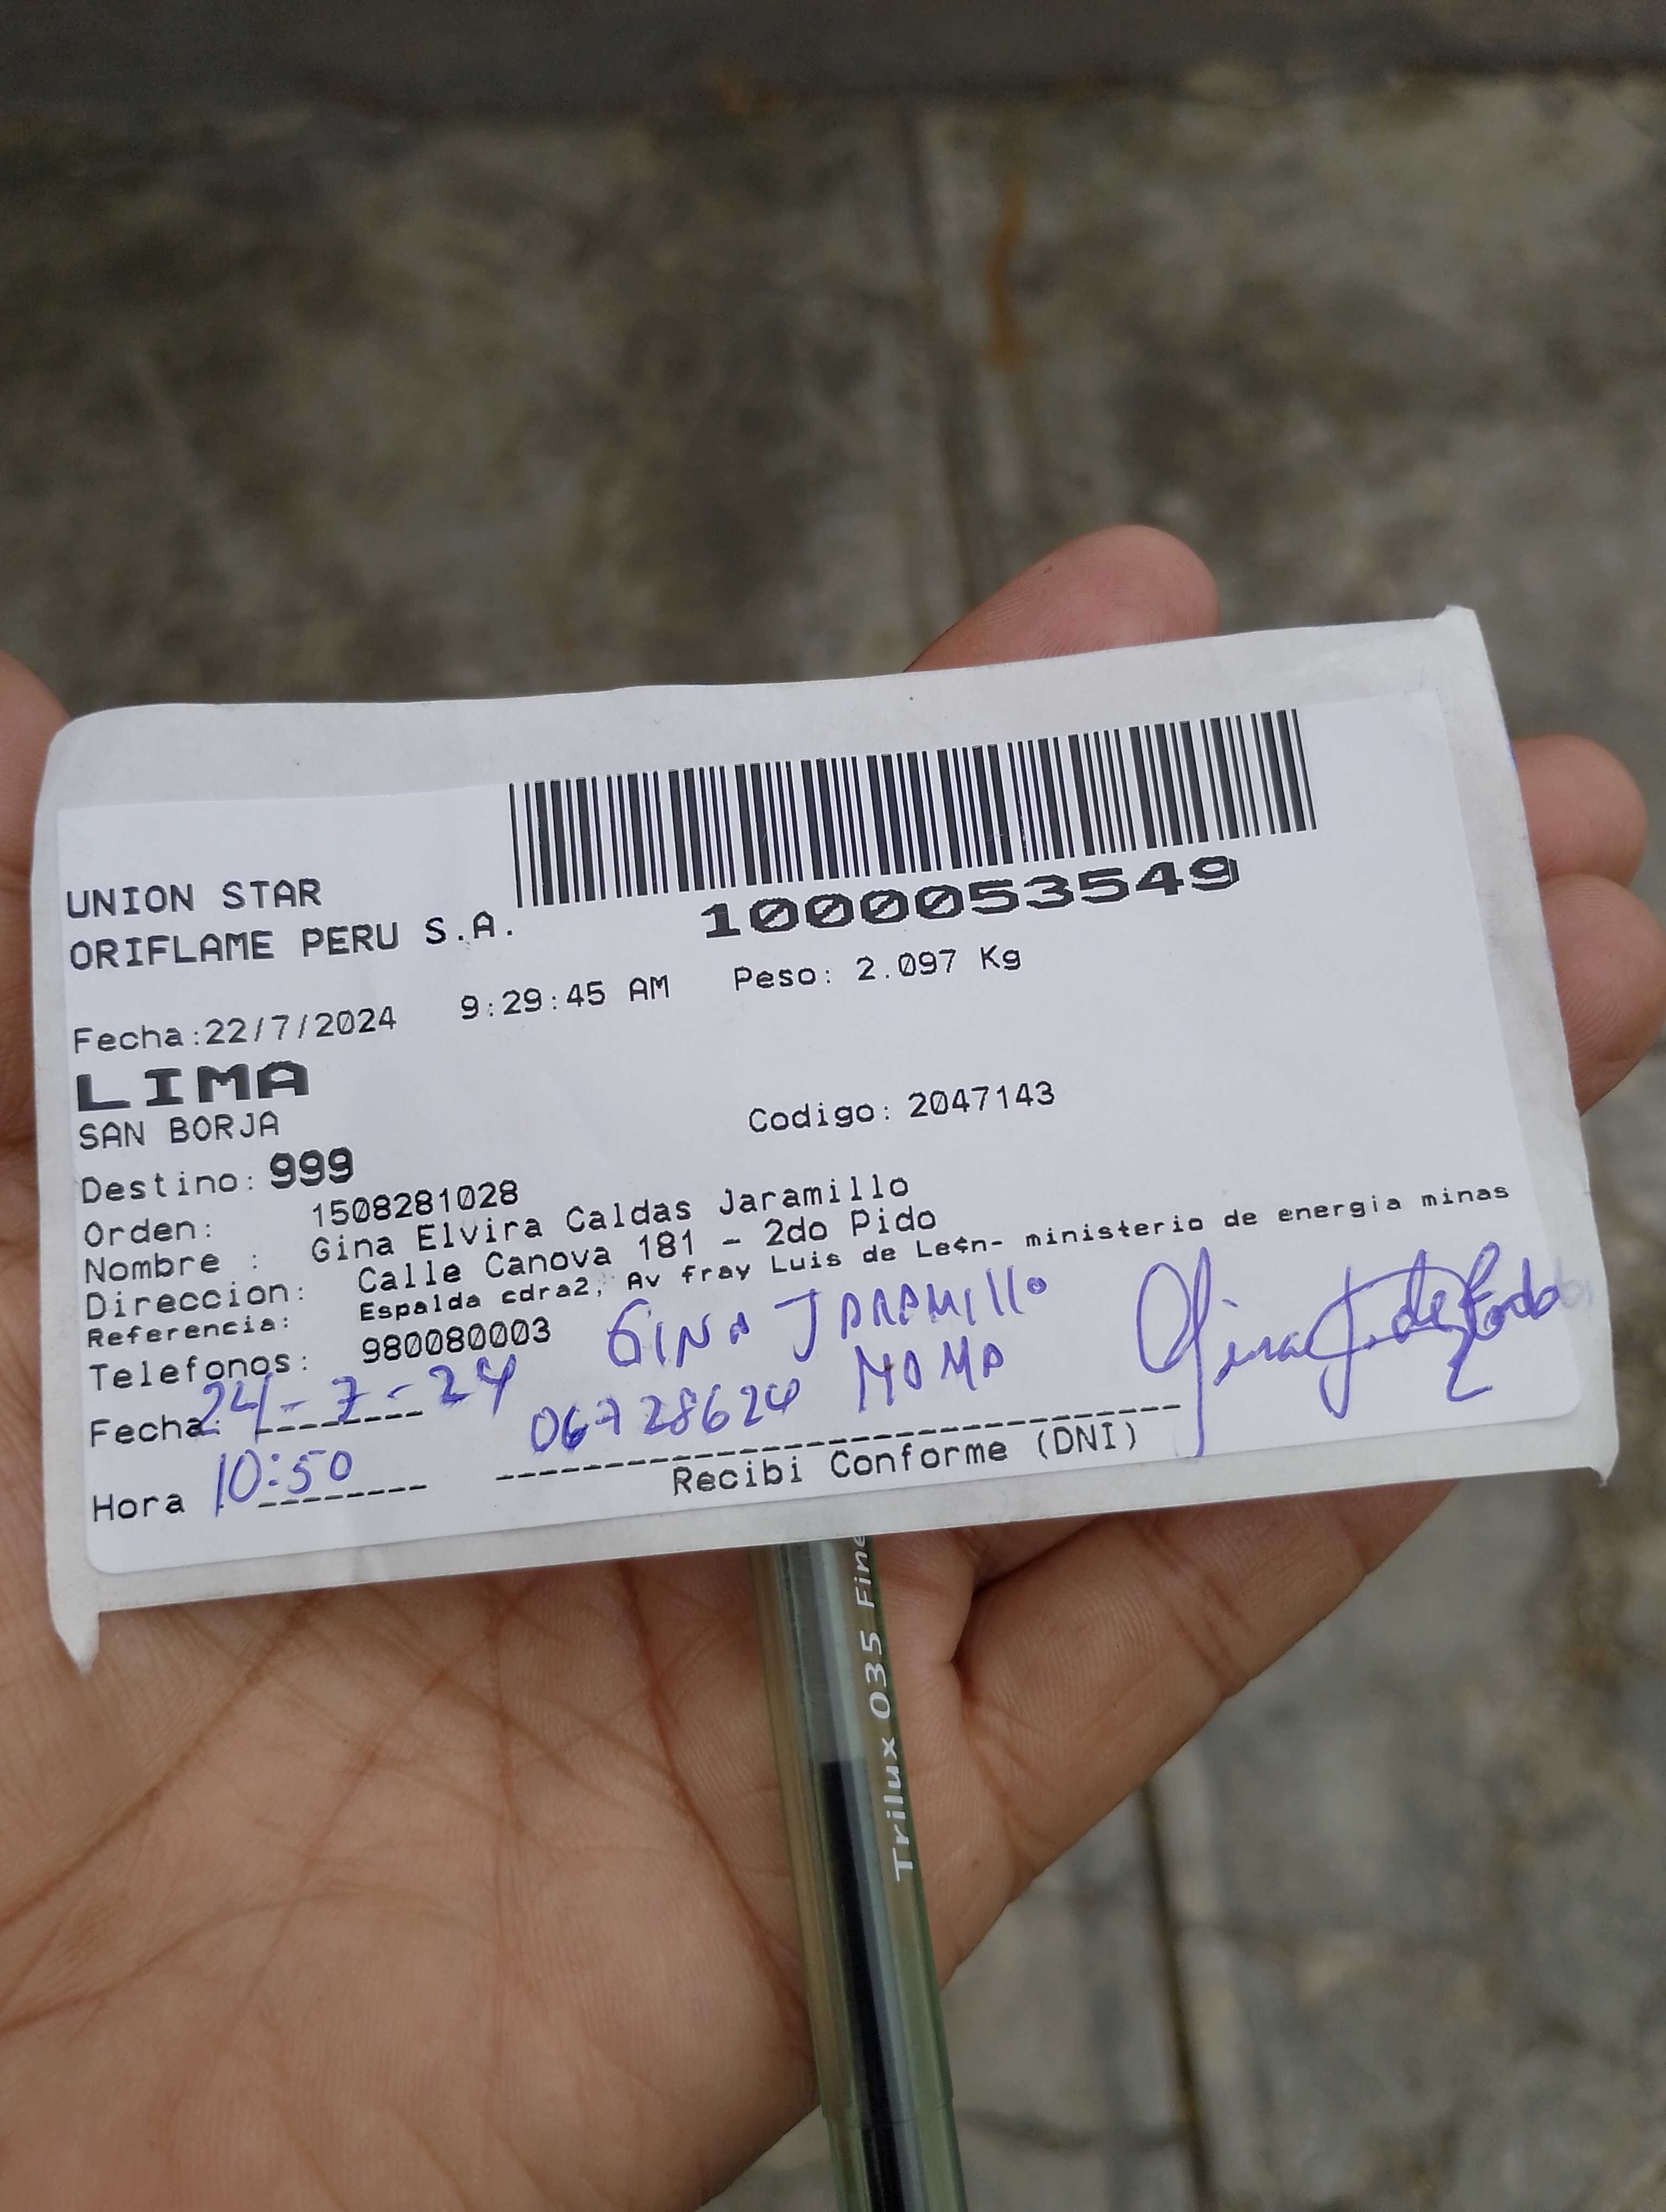 UNION STAR
ORIFLAME PERU S.A.
1000053549
Fecha:22/7/2024 9:29:45 AM Peso: 2.097 Kg
LIMA
SAN BORJA
Codigo: 2047143
Destino: 999
Orden: 1508281028
Nombre : Gina Elvira Caldas Jaramillo
Direccion: Calle Canova 181 - 2do Pido
Referencia: Espalda cdra2, Av fray Luis de Le¢n- ministerio de energia minas
Telefonos: 980080003
GINA JARAMILLO
Fecha: 24-7-24
06728624 MAMA
Hora 10:50
Recibi Conforme (DNI)
Trilux 035 Fine